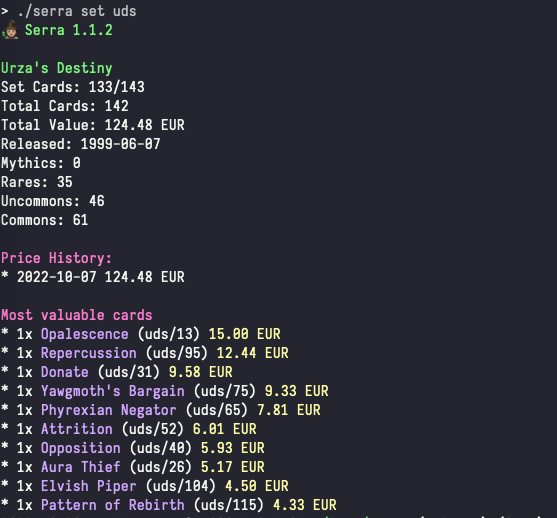 > ./serra set uds
Serra 1.1.2
Urza's Destiny
Set Cards: 133/143
Total Cards: 142
Total Value: 124.48 EUR
Released: 1999-06-07
Mythics: 0
Rares: 35
Uncommons: 46
Commons: 61
Price History:
* 2022-10-07 124.48 EUR
Most valuable cards
* 1x Opalescence (uds/13) 15.00 EUR
* 1x Repercussion (uds/95) 12.44 EUR
* 1x Donate (uds/31) 9.58 EUR
* 1x Yawgmoth's Bargain (uds/75) 9.33 EUR
* 1x Phyrexian Negator (uds/65) 7.81 EUR
* 1x Attrition (uds/52) 6.01 EUR
* 1x Opposition (uds/40) 5.93 EUR
* 1x Aura Thief (uds/26) 5.17 EUR
* 1x Elvish Piper (uds/104) 4.50 EUR
* 1x Pattern of Rebirth (uds/115) 4.33 EUR